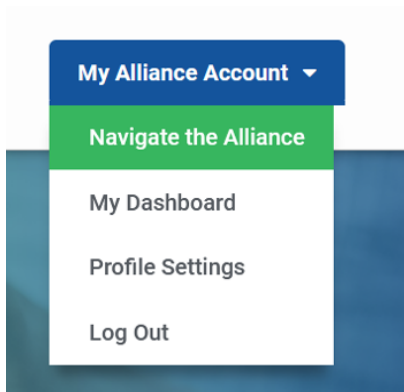 My Alliance Account
Navigate the Alliance
My Dashboard
Profile Settings
Log Out